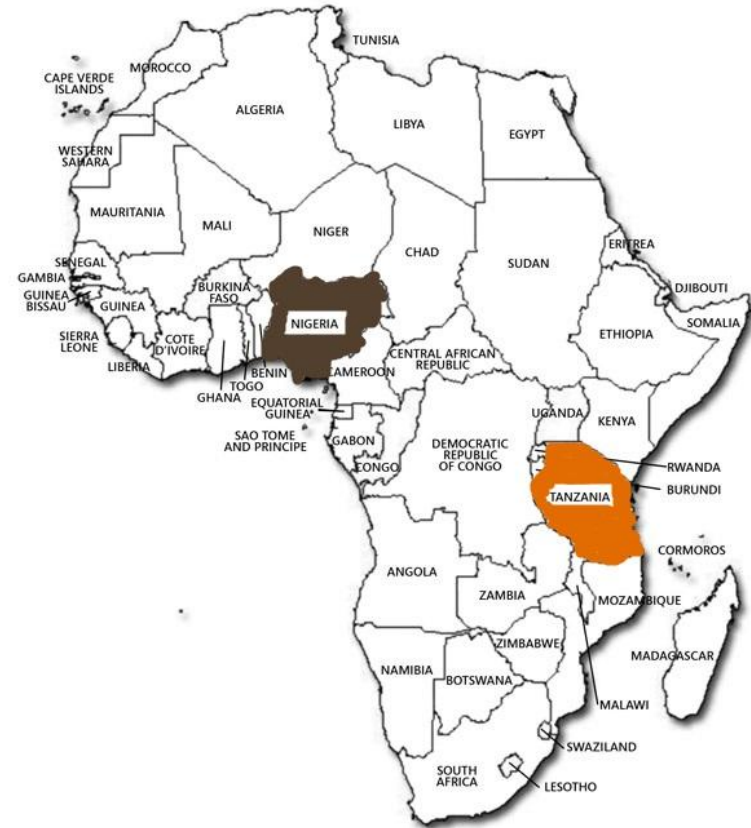 TUNISIA
MOROCCO
CAPE VERDE
ISLANDS
ALGERIA
LIBYA
EGYPT
WESTERN
SAHARA
MAURITANIA
MALI
NIGER
CHAD
SUDAN
ERITREA
SENEGAL
GAMBIA
GUINEA
BISSAU
GUINEA
BURKINA
FASO
DJIBOUTI
SOMALIA
NIGERIA
ETHIOPIA
SIERRA
LEONE
COTE
D'IVOIRE
LIBERIA
GHANA
TOGO
BENIN
CAMEROON
CENTRAL AFRICAN
REPUBLIC
EQUATORIAL
GUINEA*
SAO TOME
AND PRINCIPE
GABON
CONGO
DEMOCRATIC
REPUBLIC
OF CONGO
UGANDA
KENYA
RWANDA
BURUNDI
TANZANIA
CORMOROS
ANGOLA
ZAMBIA
MOZAMBIQUE
ZIMBABWE
MADAGASCAR
NAMIBIA
BOTSWANA
MALAWI
SWAZILAND
SOUTH
AFRICA
LESOTHO